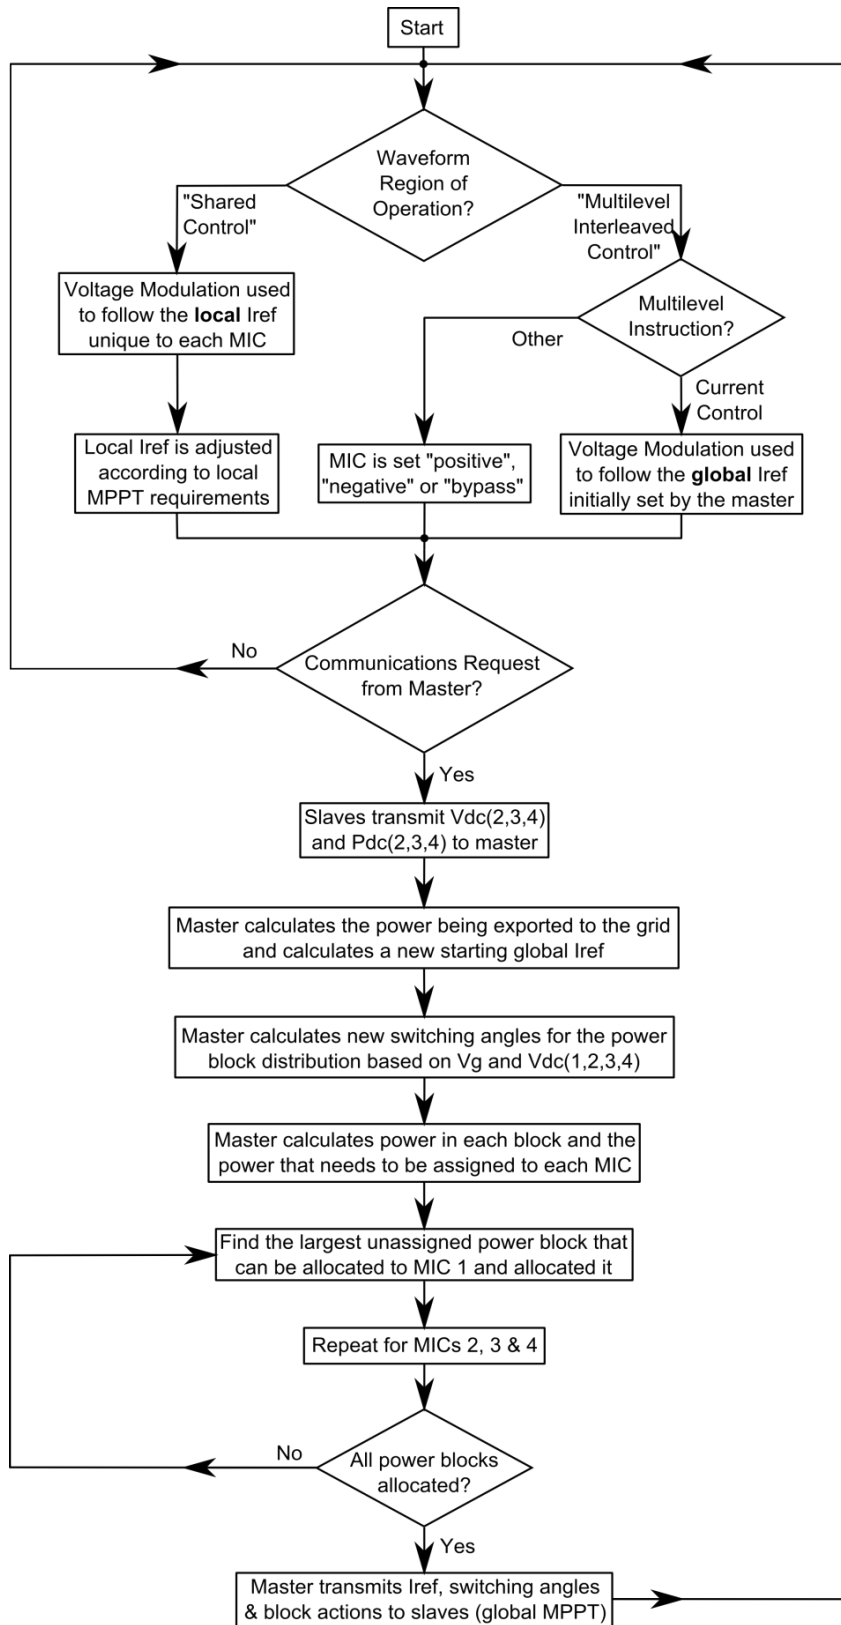 Start
Waveform
Region of
Operation?
"Shared
Control"
"Multilevel
Interleaved
Control"
Voltage Modulation used
to follow the local Iref
unique to each MIC
Multilevel
Instruction?
Other
Current
Control
Local Iref is adjusted
according to local
MPPT requirements
MIC is set "positive",
"negative" or "bypass"
Voltage Modulation used
to follow the global Iref
initially set by the master
No
Communications Request
from Master?
Yes
Slaves transmit Vdc(2,3,4)
and Pdc(2,3,4) to master
Master calculates the power being exported to the grid
and calculates a new starting global Iref
Master calculates new switching angles for the power
block distribution based on Vg and Vdc(1,2,3,4)
Master calculates power in each block and the
power that needs to be assigned to each MIC
Find the largest unassigned power block that
can be allocated to MIC 1 and allocated it
Repeat for MICs 2, 3 & 4
No
All power blocks
allocated?
Yes
Master transmits Iref, switching angles
& block actions to slaves (global MPPT)